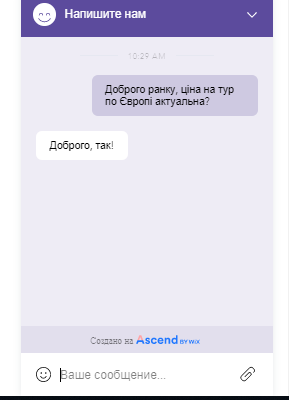 Напишите нам
10:29 AM
Доброго ранку, ціна на тур
по Європі актуальна?
Доброго, так!
Создано на Ascend BY WIX
Ваше сообщение...